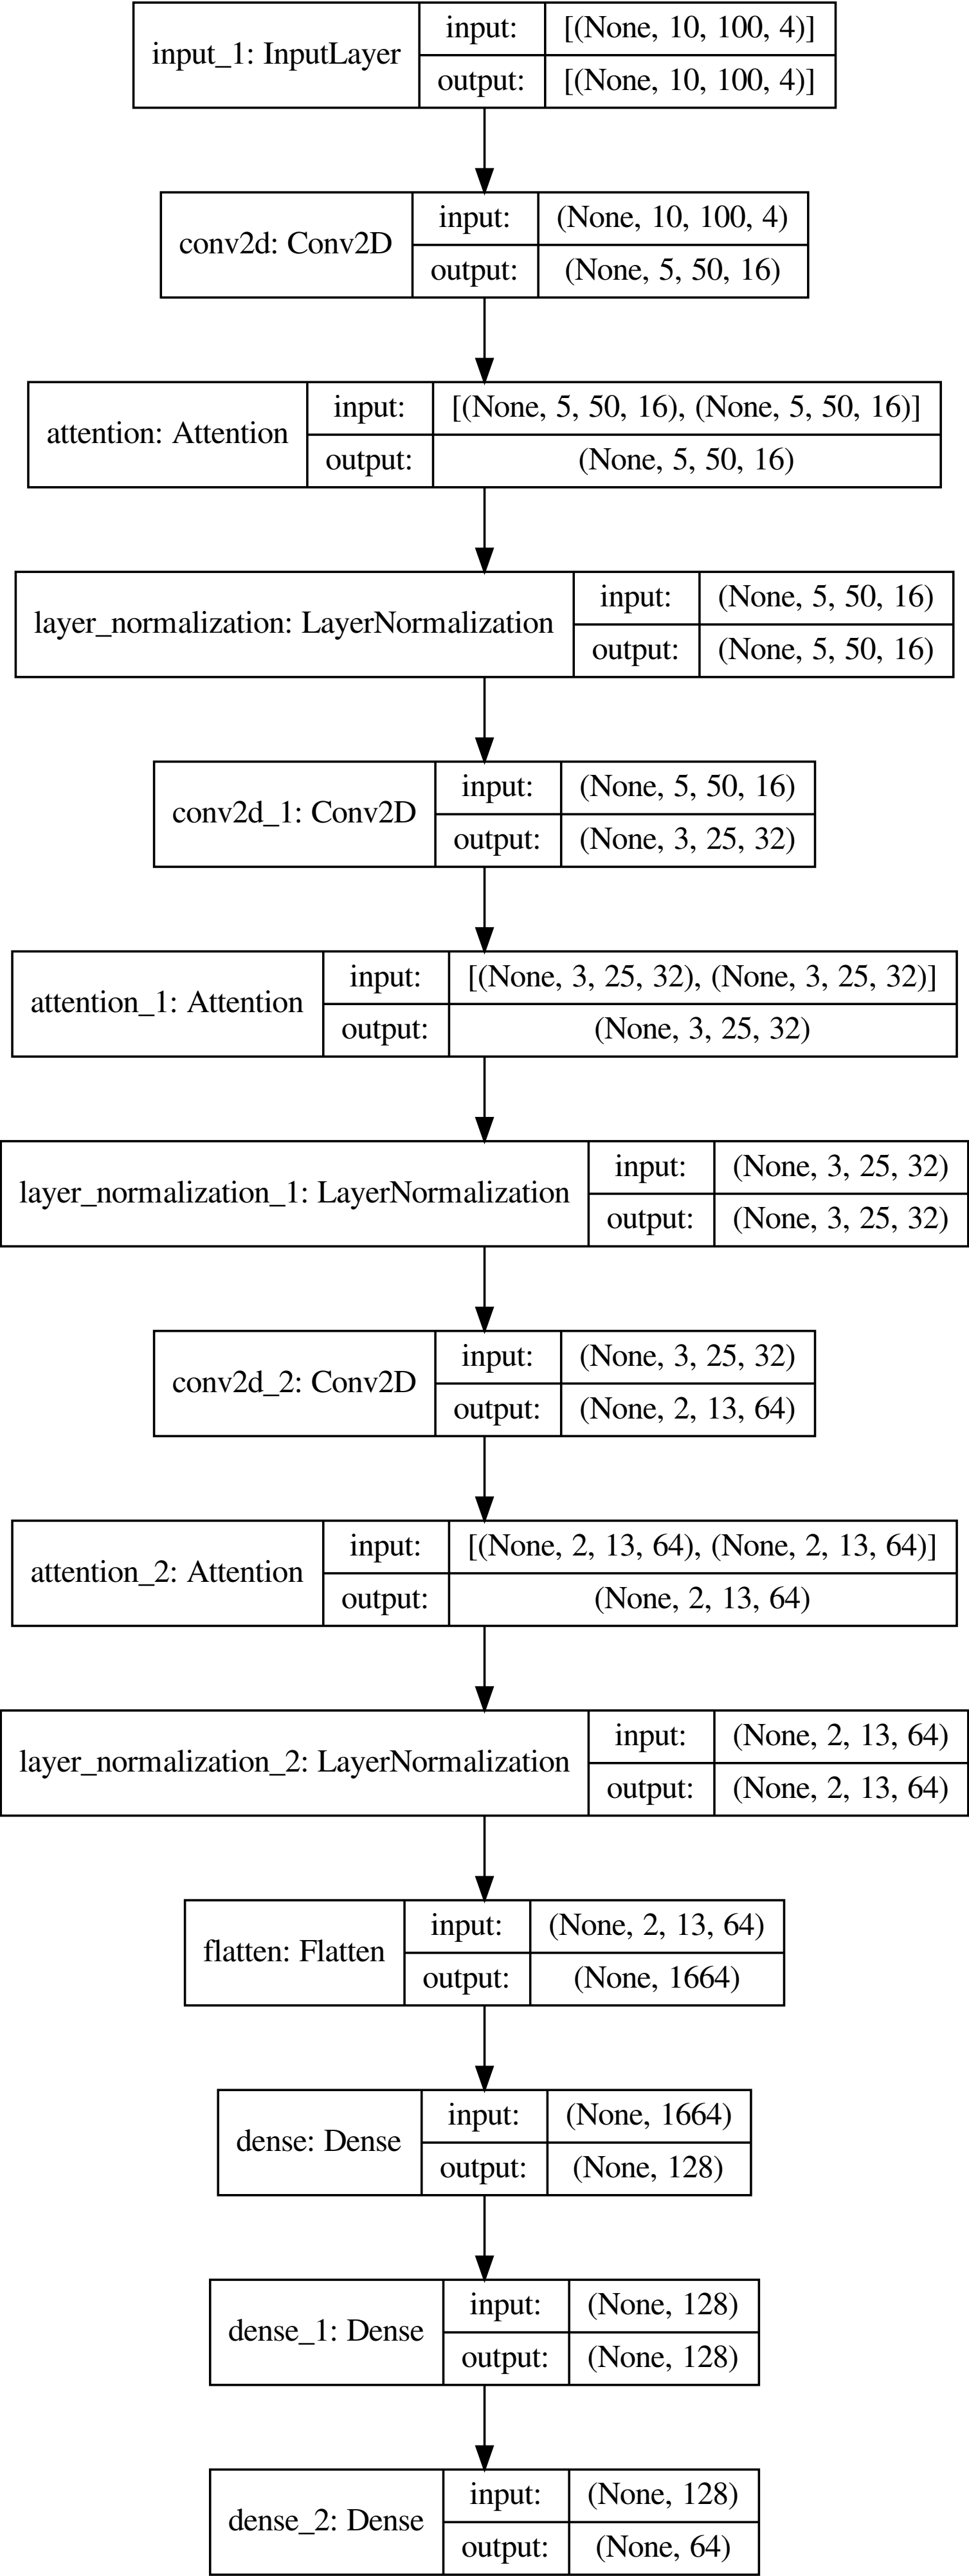 input_1: InputLayer
input: [(None, 10, 100, 4)]
output: [(None, 10, 100, 4)]
conv2d: Conv2D
input: (None, 10, 100, 4)
output: (None, 5, 50, 16)
attention: Attention
input: [(None, 5, 50, 16), (None, 5, 50, 16)]
output: (None, 5, 50, 16)
layer_normalization: LayerNormalization
input: (None, 5, 50, 16)
output: (None, 5, 50, 16)
conv2d_1: Conv2D
input: (None, 5, 50, 16)
output: (None, 3, 25, 32)
attention_1: Attention
input: [(None, 3, 25, 32), (None, 3, 25, 32)]
output: (None, 3, 25, 32)
layer_normalization_1: LayerNormalization
input: (None, 3, 25, 32)
output: (None, 3, 25, 32)
conv2d_2: Conv2D
input: (None, 3, 25, 32)
output: (None, 2, 13, 64)
attention_2: Attention
input: [(None, 2, 13, 64), (None, 2, 13, 64)]
output: (None, 2, 13, 64)
layer_normalization_2: LayerNormalization
input: (None, 2, 13, 64)
output: (None, 2, 13, 64)
flatten: Flatten
input: (None, 2, 13, 64)
output: (None, 1664)
dense: Dense
input: (None, 1664)
output: (None, 128)
dense_1: Dense
input: (None, 128)
output: (None, 128)
dense_2: Dense
input: (None, 128)
output: (None, 64)